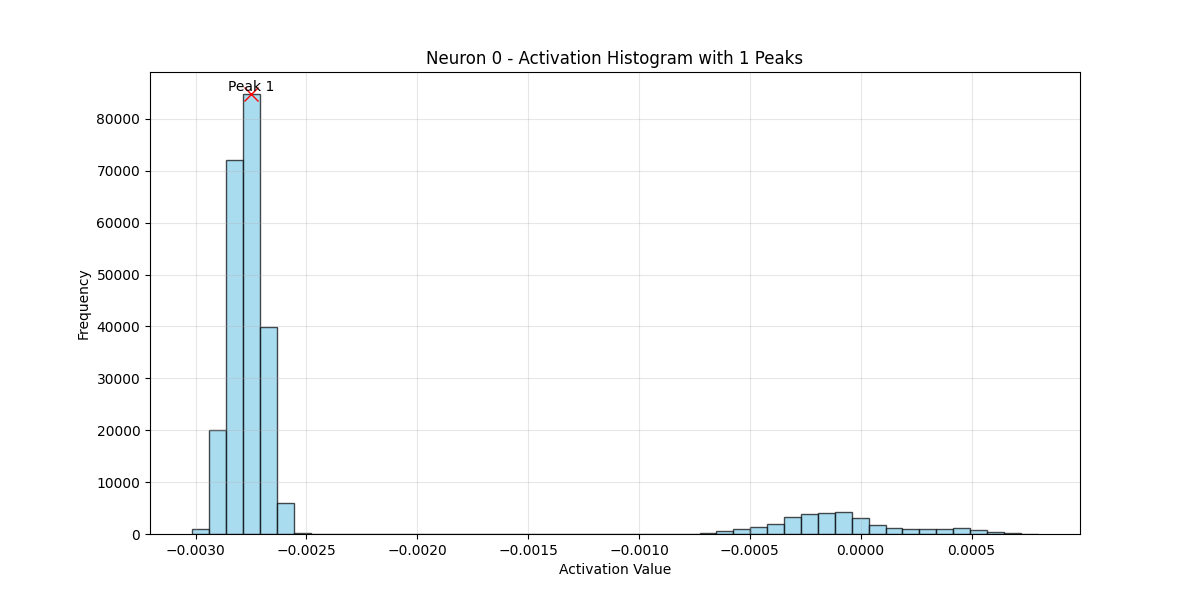 Neuron 0 - Activation Histogram with 1 Peaks
Peak 1
80000
70000
60000
50000
40000
30000
20000
10000
0
Frequency
−0.0030 −0.0025 −0.0020 −0.0015 −0.0010 −0.0005 0.0000 0.0005
Activation Value